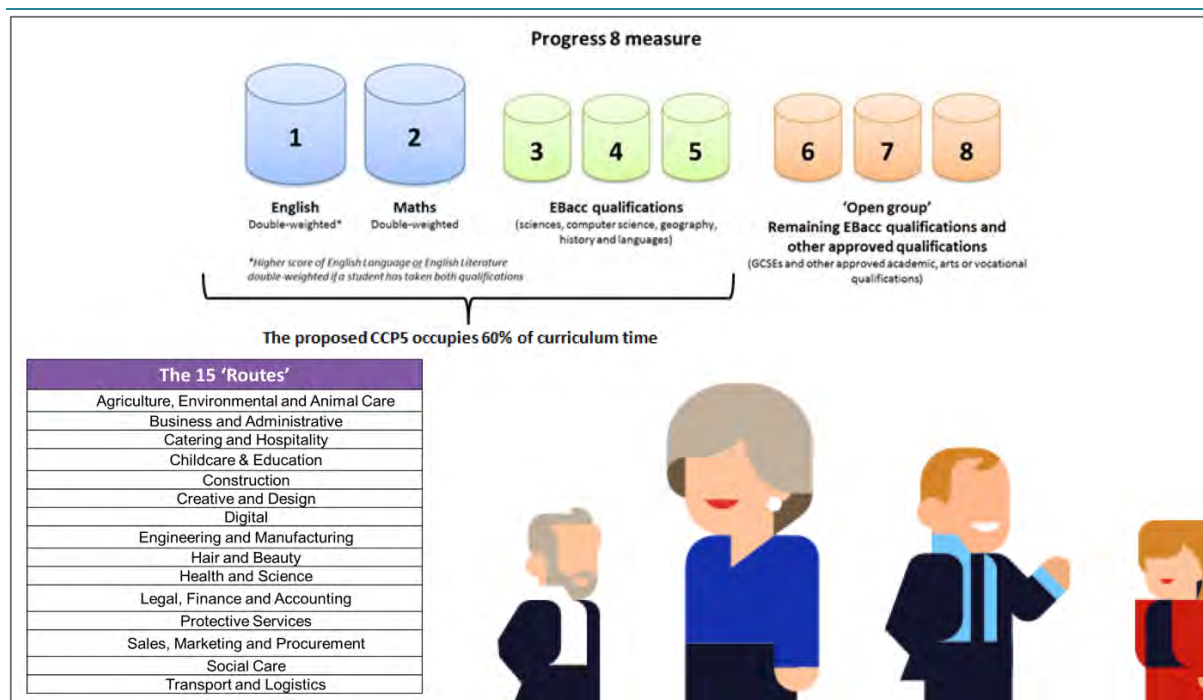 Progress 8 measure
1
2
3
4
5
6
7
8
English
Double-weighted*
Maths
Double-weighted
EBacc qualifications
(sciences, computer science, geography,
history and languages)
'Open group'
Remaining EBacc qualifications and
other approved qualifications
(GCSEs and other approved academic, arts or vocational
qualifications)
*Higher score of English Language or English Literature
double-weighted if a student has taken both qualifications
The proposed CCP5 occupies 60% of curriculum time
The 15 'Routes'
Agriculture, Environmental and Animal Care
Business and Administrative
Catering and Hospitality
Childcare & Education
Construction
Creative and Design
Digital
Engineering and Manufacturing
Hair and Beauty
Health and Science
Legal, Finance and Accounting
Protective Services
Sales, Marketing and Procurement
Social Care
Transport and Logistics